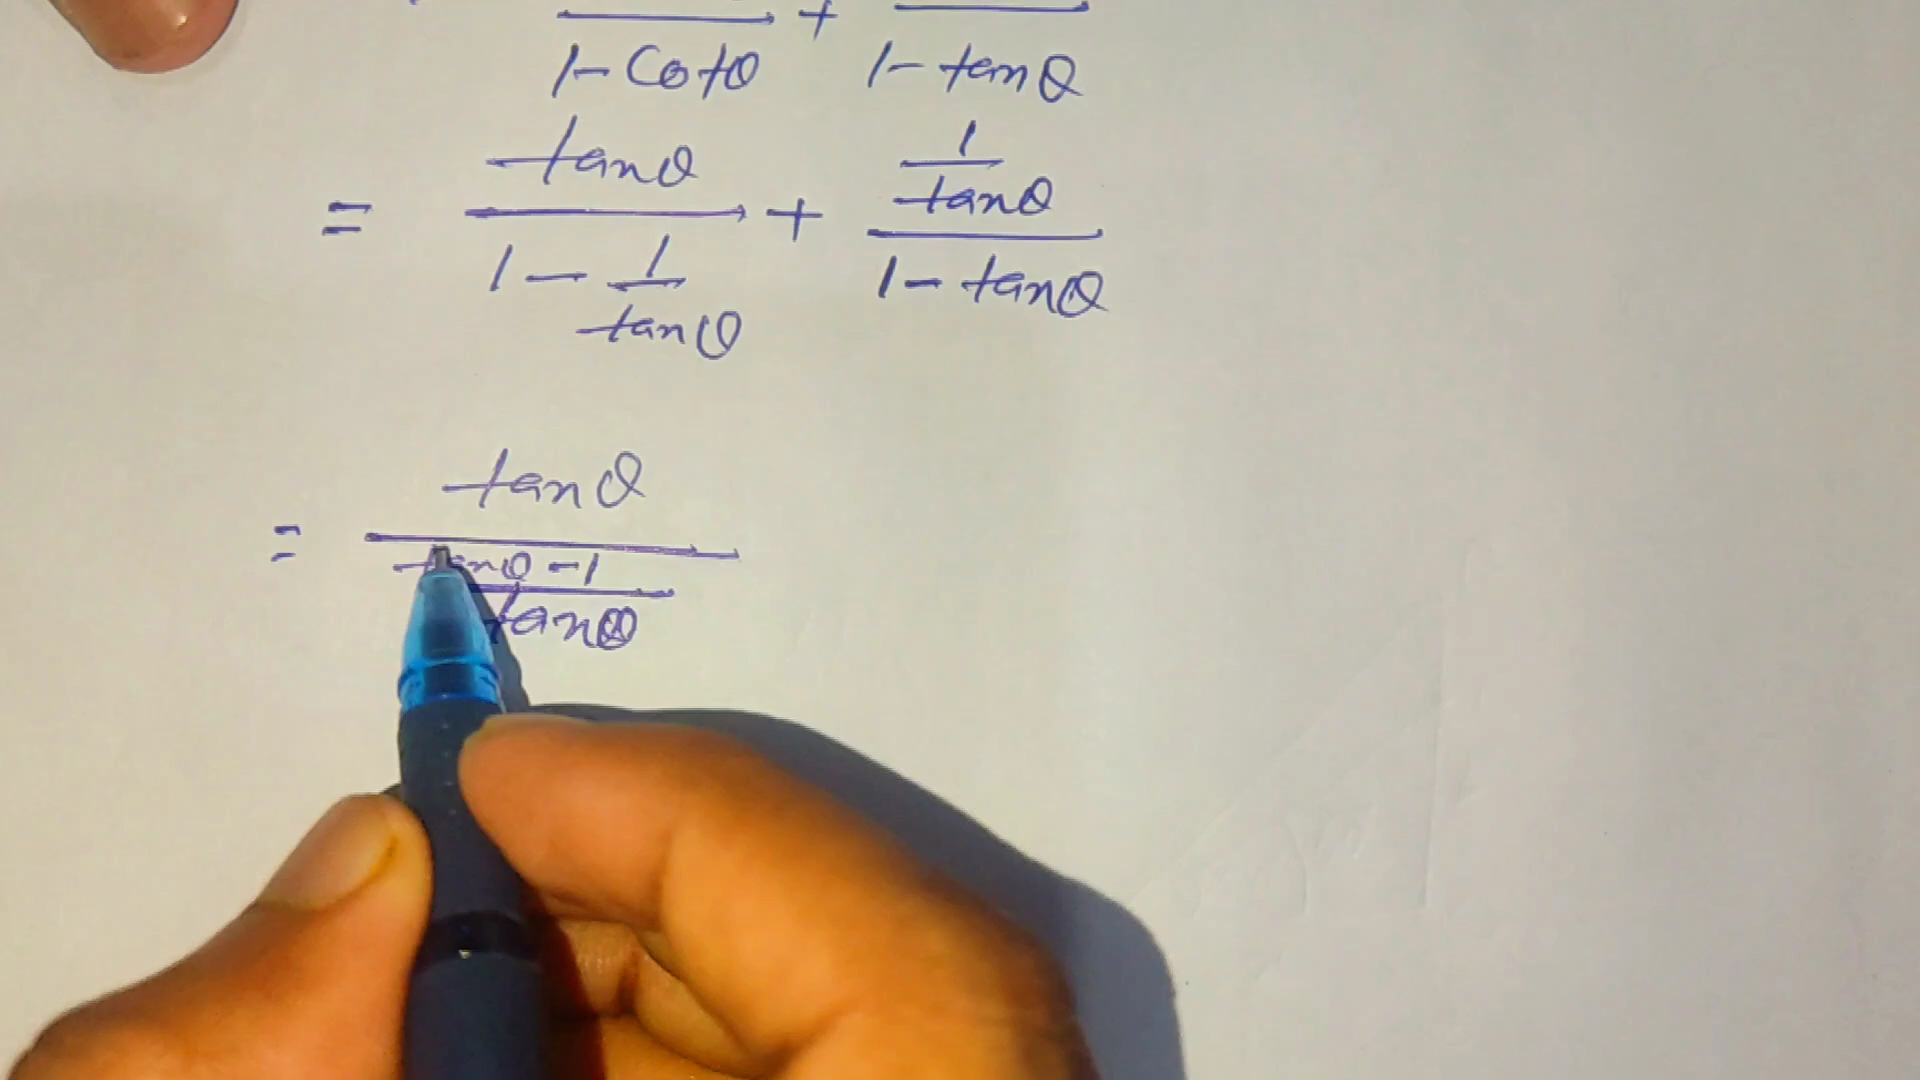 +
1 - Cotθ 1 - tanθ
tanθ 1
= + tanθ
1 - 1 1 - tanθ
tanθ
tanθ
=
tanθ - 1
tanθ